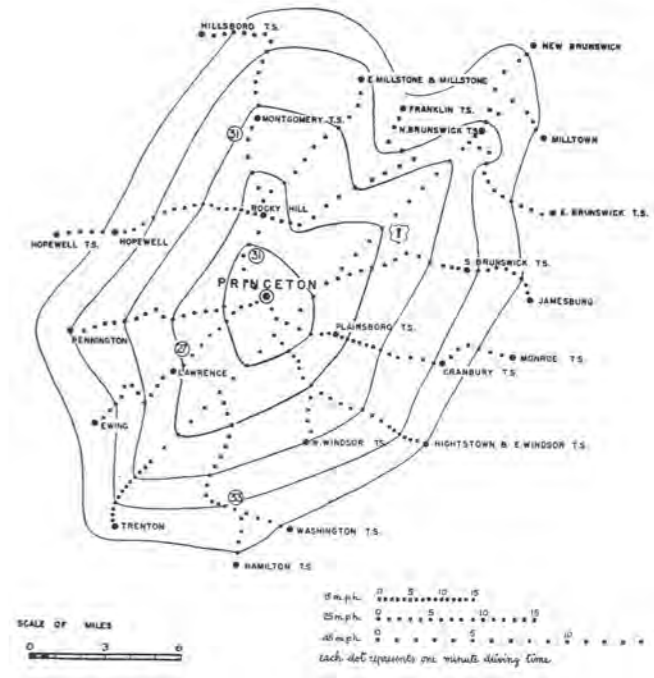 HILLSBORO T.S.
NEW BRUNSWICK
E. MILLSTONE & MILLSTONE
FRANKLIN T.S.
MONTGOMERY T.S.
N. BRUNSWICK T.S.
31
MILLTOWN
ROCKY HILL
E. BRUNSWICK T.S.
HOPEWELL T.S.
HOPEWELL
1
31
S. BRUNSWICK T.S.
PRINCETON
JAMESBURG
PENNINGTON
PLAINSBORO T.S.
27
LAWRENCE
CRANBURY T.S.
MONROE T.S.
EWING
W. WINDSOR T.S.
HIGHTSTOWN & E. WINDSOR T.S.
33
TRENTON
WASHINGTON T.S.
HAMILTON T.S.
SCALE OF MILES
0 6
15 m.p.h. 0 5 10 15
25 m.p.h. 0 5 10 15
45 m.p.h. 0 5 10
each dot represents one minute driving time